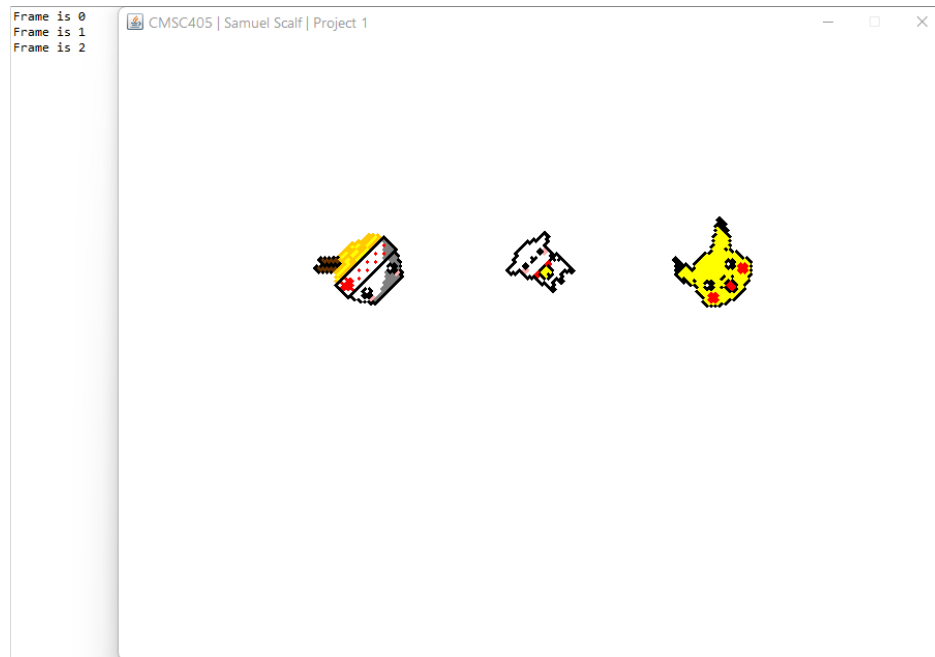 Frame is 0
Frame is 1
Frame is 2
CMSC405 | Samuel Scalf | Project 1